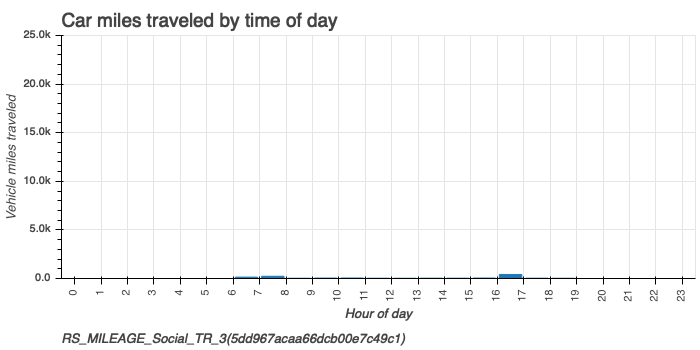 Car miles traveled by time of day
Vehicle miles traveled
25.0k
20.0k
15.0k
10.0k
5.0k
0.0
0 1 2 3 4 5 6 7 8 9 10 11 12 13 14 15 16 17 18 19 20 21 22 23
Hour of day
RS_MILEAGE_Social_TR_3(5dd967acaa66dcb00e7c49c1)